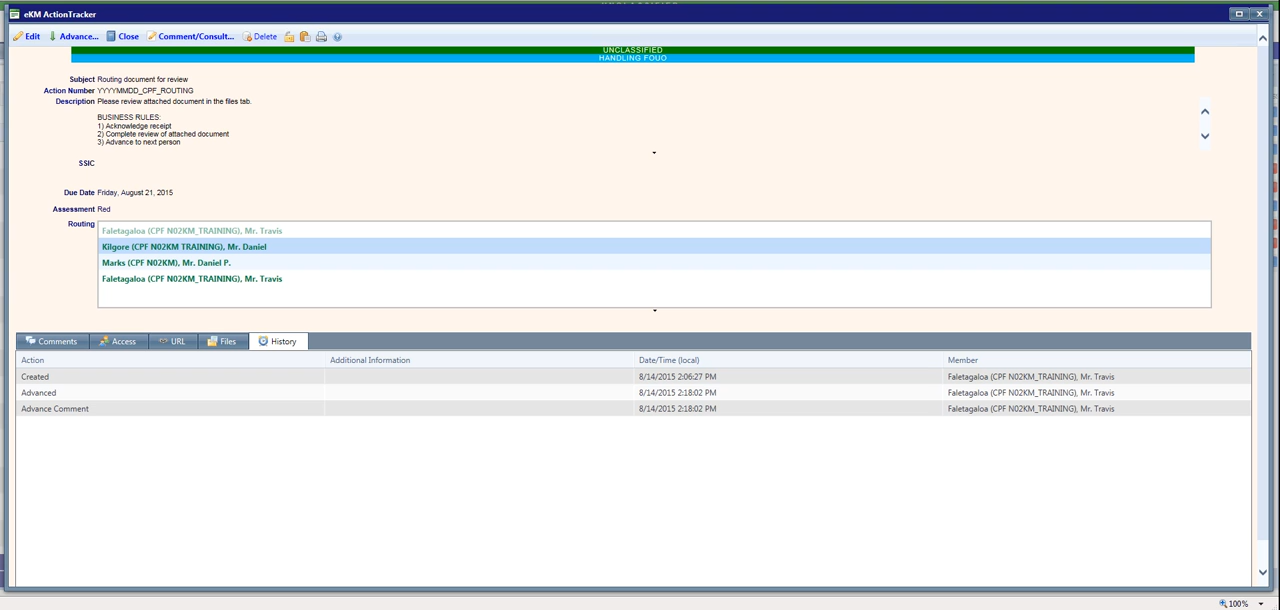 eKM ActionTracker
Edit Advance... Close Comment/Consult... Delete
UNCLASSIFIED
HANDLING FOUO
Subject Routing document for review
Action Number YYYYMMDD_CPF_ROUTING
Description Please review attached document in the files tab.
BUSINESS RULES:
1) Acknowledge receipt
2) Complete review of attached document
3) Advance to next person
SSIC
Due Date Friday, August 21, 2015
Assessment Red
Routing Faletagaloa (CPF N02KM_TRAINING), Mr. Travis
Kilgore (CPF N02KM TRAINING), Mr. Daniel
Marks (CPF N02KM), Mr. Daniel P.
Faletagaloa (CPF N02KM_TRAINING), Mr. Travis
Comments Access URL Files History
Action Additional Information Date/Time (local) Member
Created 8/14/2015 2:06:27 PM Faletagaloa (CPF N02KM_TRAINING), Mr. Travis
Advanced 8/14/2015 2:18:02 PM Faletagaloa (CPF N02KM_TRAINING), Mr. Travis
Advance Comment 8/14/2015 2:18:02 PM Faletagaloa (CPF N02KM_TRAINING), Mr. Travis
100%